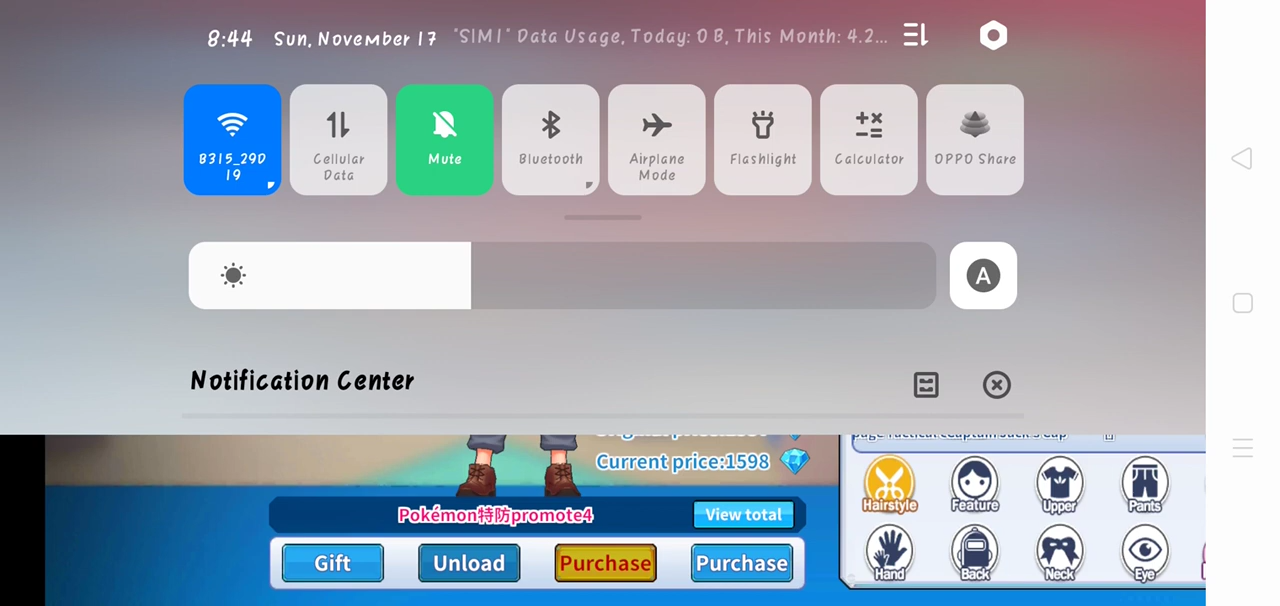 8:44 Sun, November 17 "SIM1" Data Usage, Today: 0 B, This Month: 4.2...
B315_29D
19
Cellular
Data
Mute
Bluetooth
Airplane
Mode
Flashlight
Calculator
OPPO Share
A
Notification Center
Current price:1598
Pokémon特防promote4
View total
Gift
Unload
Purchase
Purchase
Hairstyle
Feature
Upper
Pants
Hand
Back
Neck
Eye